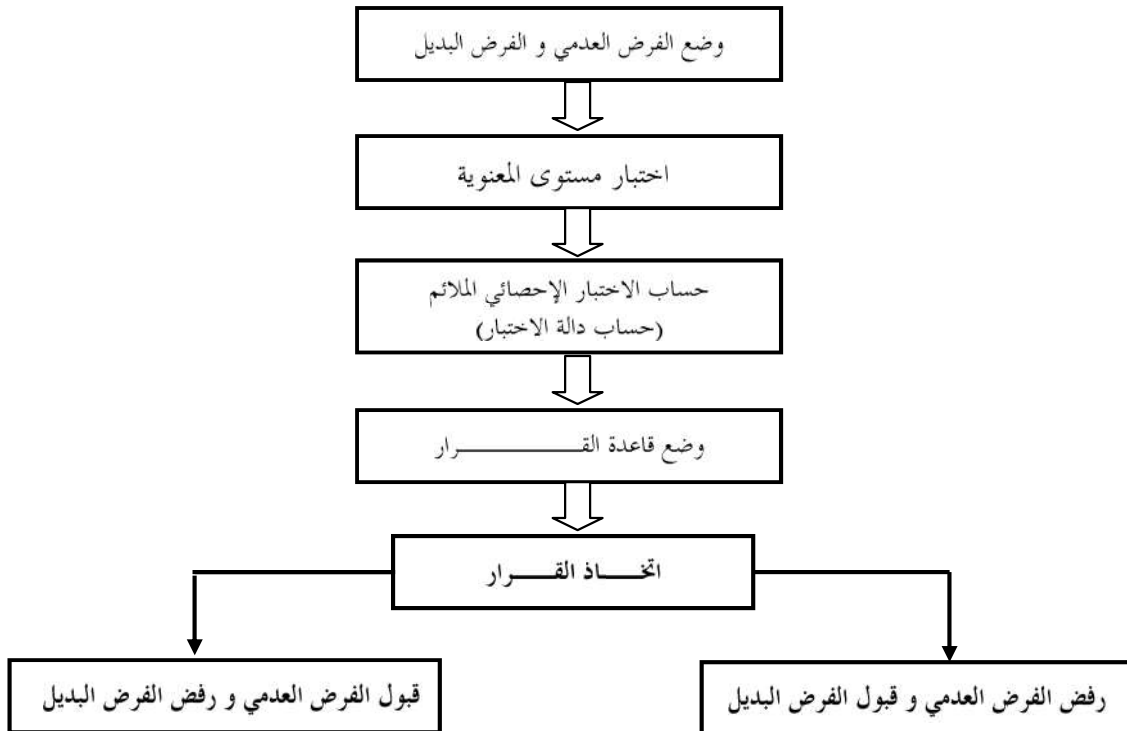 وضع الفرض العدمي و الفرض البديل
اختبار مستوى المعنوية
حساب الاختبار الإحصائي الملائم
(حساب دالة الاختبار)
وضع قاعدة القـــــــــــرار
اتخـــــاذ القـــــرار
رفض الفرض العدمي و قبول الفرض البديل
قبول الفرض العدمي و رفض الفرض البديل